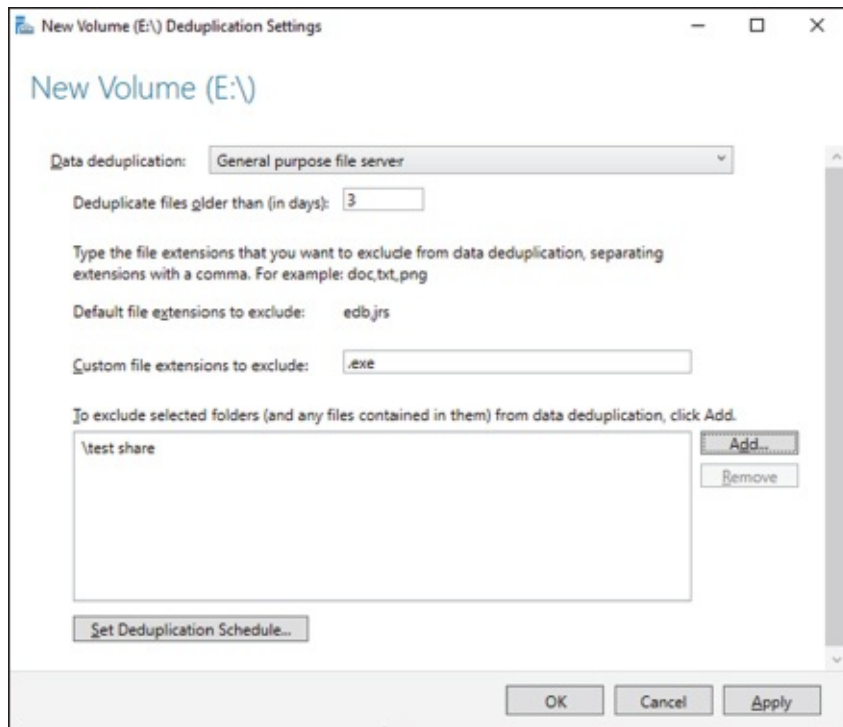 New Volume (E:\) Deduplication Settings
New Volume (E:\)
Data deduplication: General purpose file server
Deduplicate files older than (in days): 3
Type the file extensions that you want to exclude from data deduplication, separating
extensions with a comma. For example: doc,txt,png
Default file extensions to exclude: edb,jrs
Custom file extensions to exclude: .exe
To exclude selected folders (and any files contained in them) from data deduplication, click Add.
\test share
Add...
Remove
Set Deduplication Schedule...
OK Cancel Apply